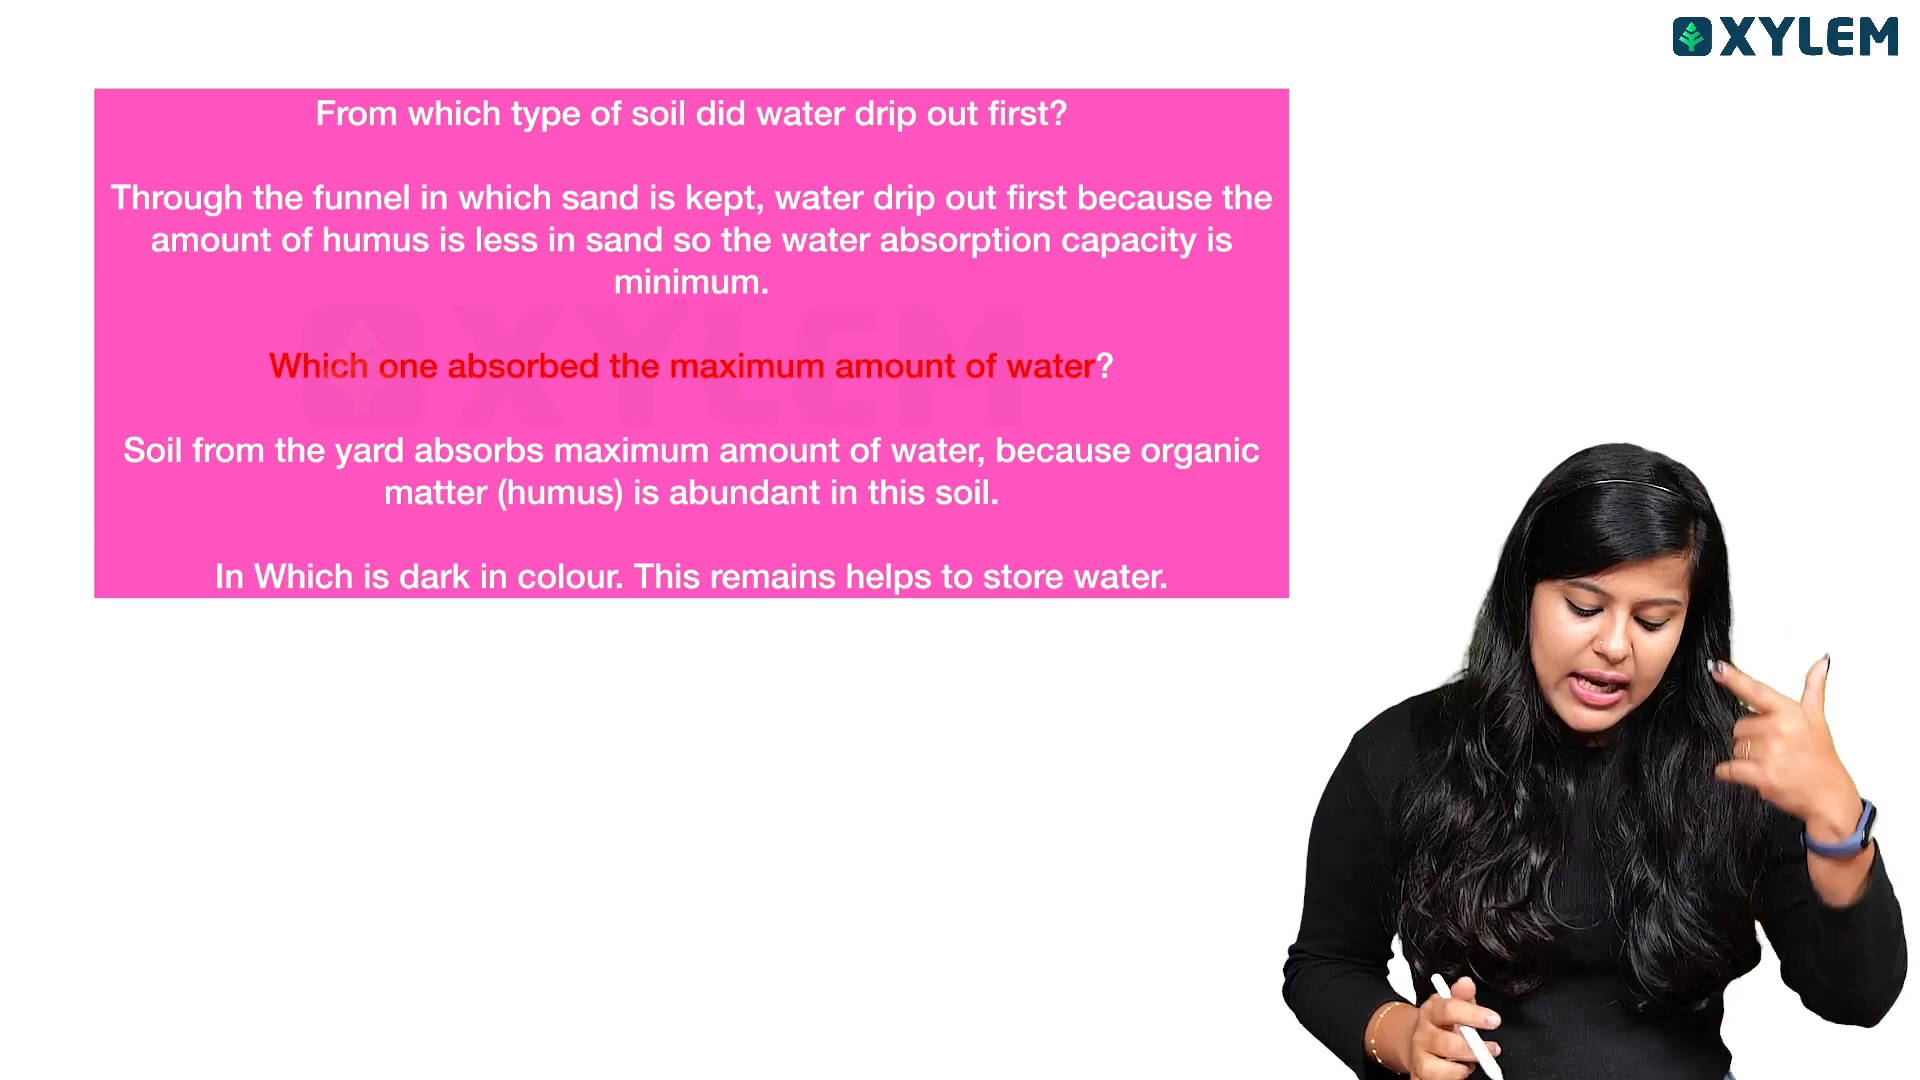 XYLEM
From which type of soil did water drip out first?
Through the funnel in which sand is kept, water drip out first because the
amount of humus is less in sand so the water absorption capacity is
minimum.
XYLEM
Which one absorbed the maximum amount of water?
Soil from the yard absorbs maximum amount of water, because organic
matter (humus) is abundant in this soil.
In Which is dark in colour. This remains helps to store water.